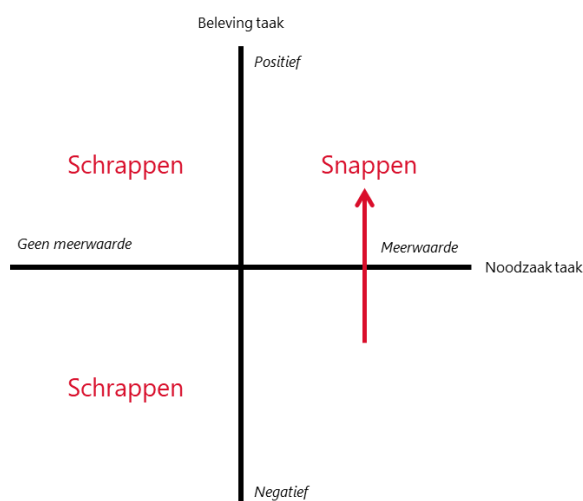 Beleving taak
Positief
Schrappen
Snappen
Geen meerwaarde
Meerwaarde
Noodzaak taak
Schrappen
Negatief